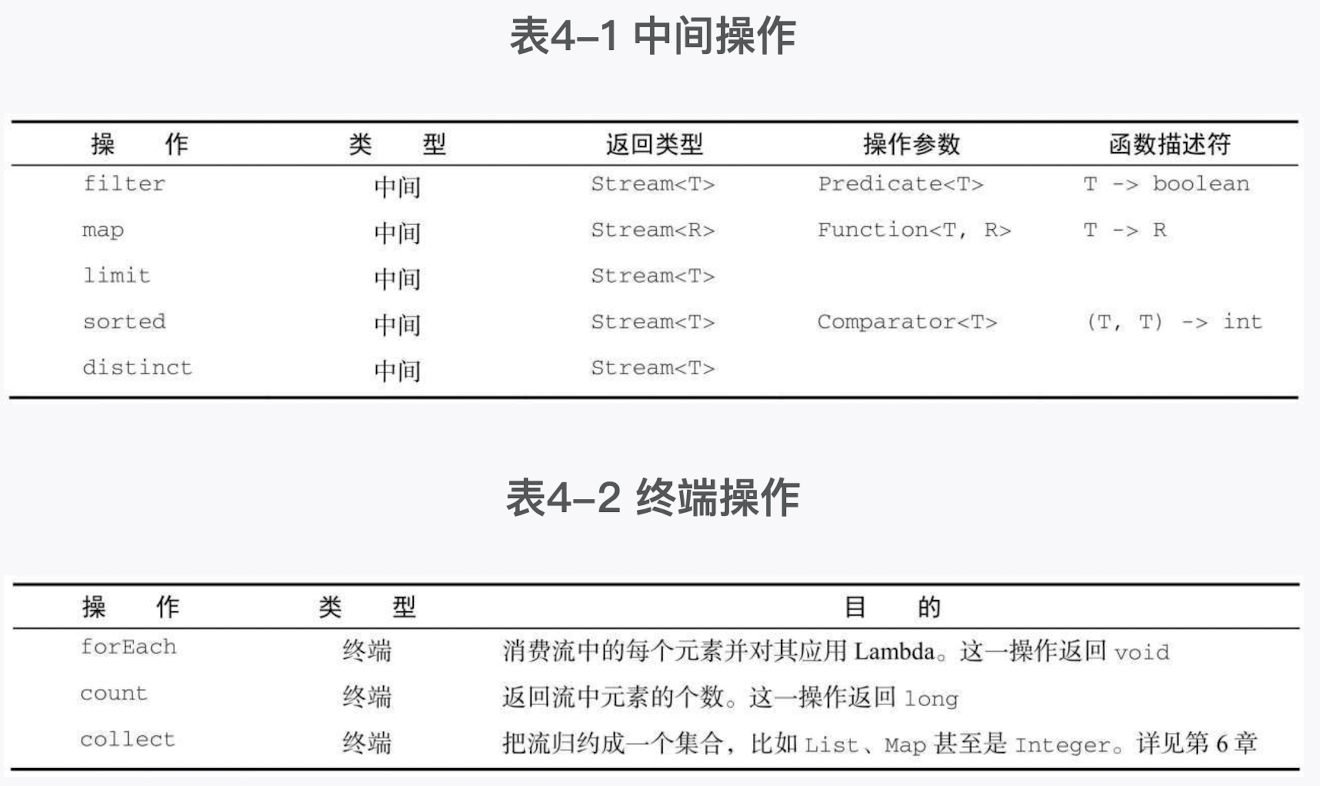 表4-1 中间操作
操 作 类 型 返回类型 操作参数 函数描述符
filter 中间 Stream<T> Predicate<T> T -> boolean
map 中间 Stream<R> Function<T, R> T -> R
limit 中间 Stream<T>
sorted 中间 Stream<T> Comparator<T> (T, T) -> int
distinct 中间 Stream<T>
表4-2 终端操作
操 作 类 型 目 的
forEach 终端 消费流中的每个元素并对其应用 Lambda。这一操作返回 void
count 终端 返回流中元素的个数。这一操作返回 long
collect 终端 把流归约成一个集合，比如 List、Map 甚至是 Integer。详见第 6 章